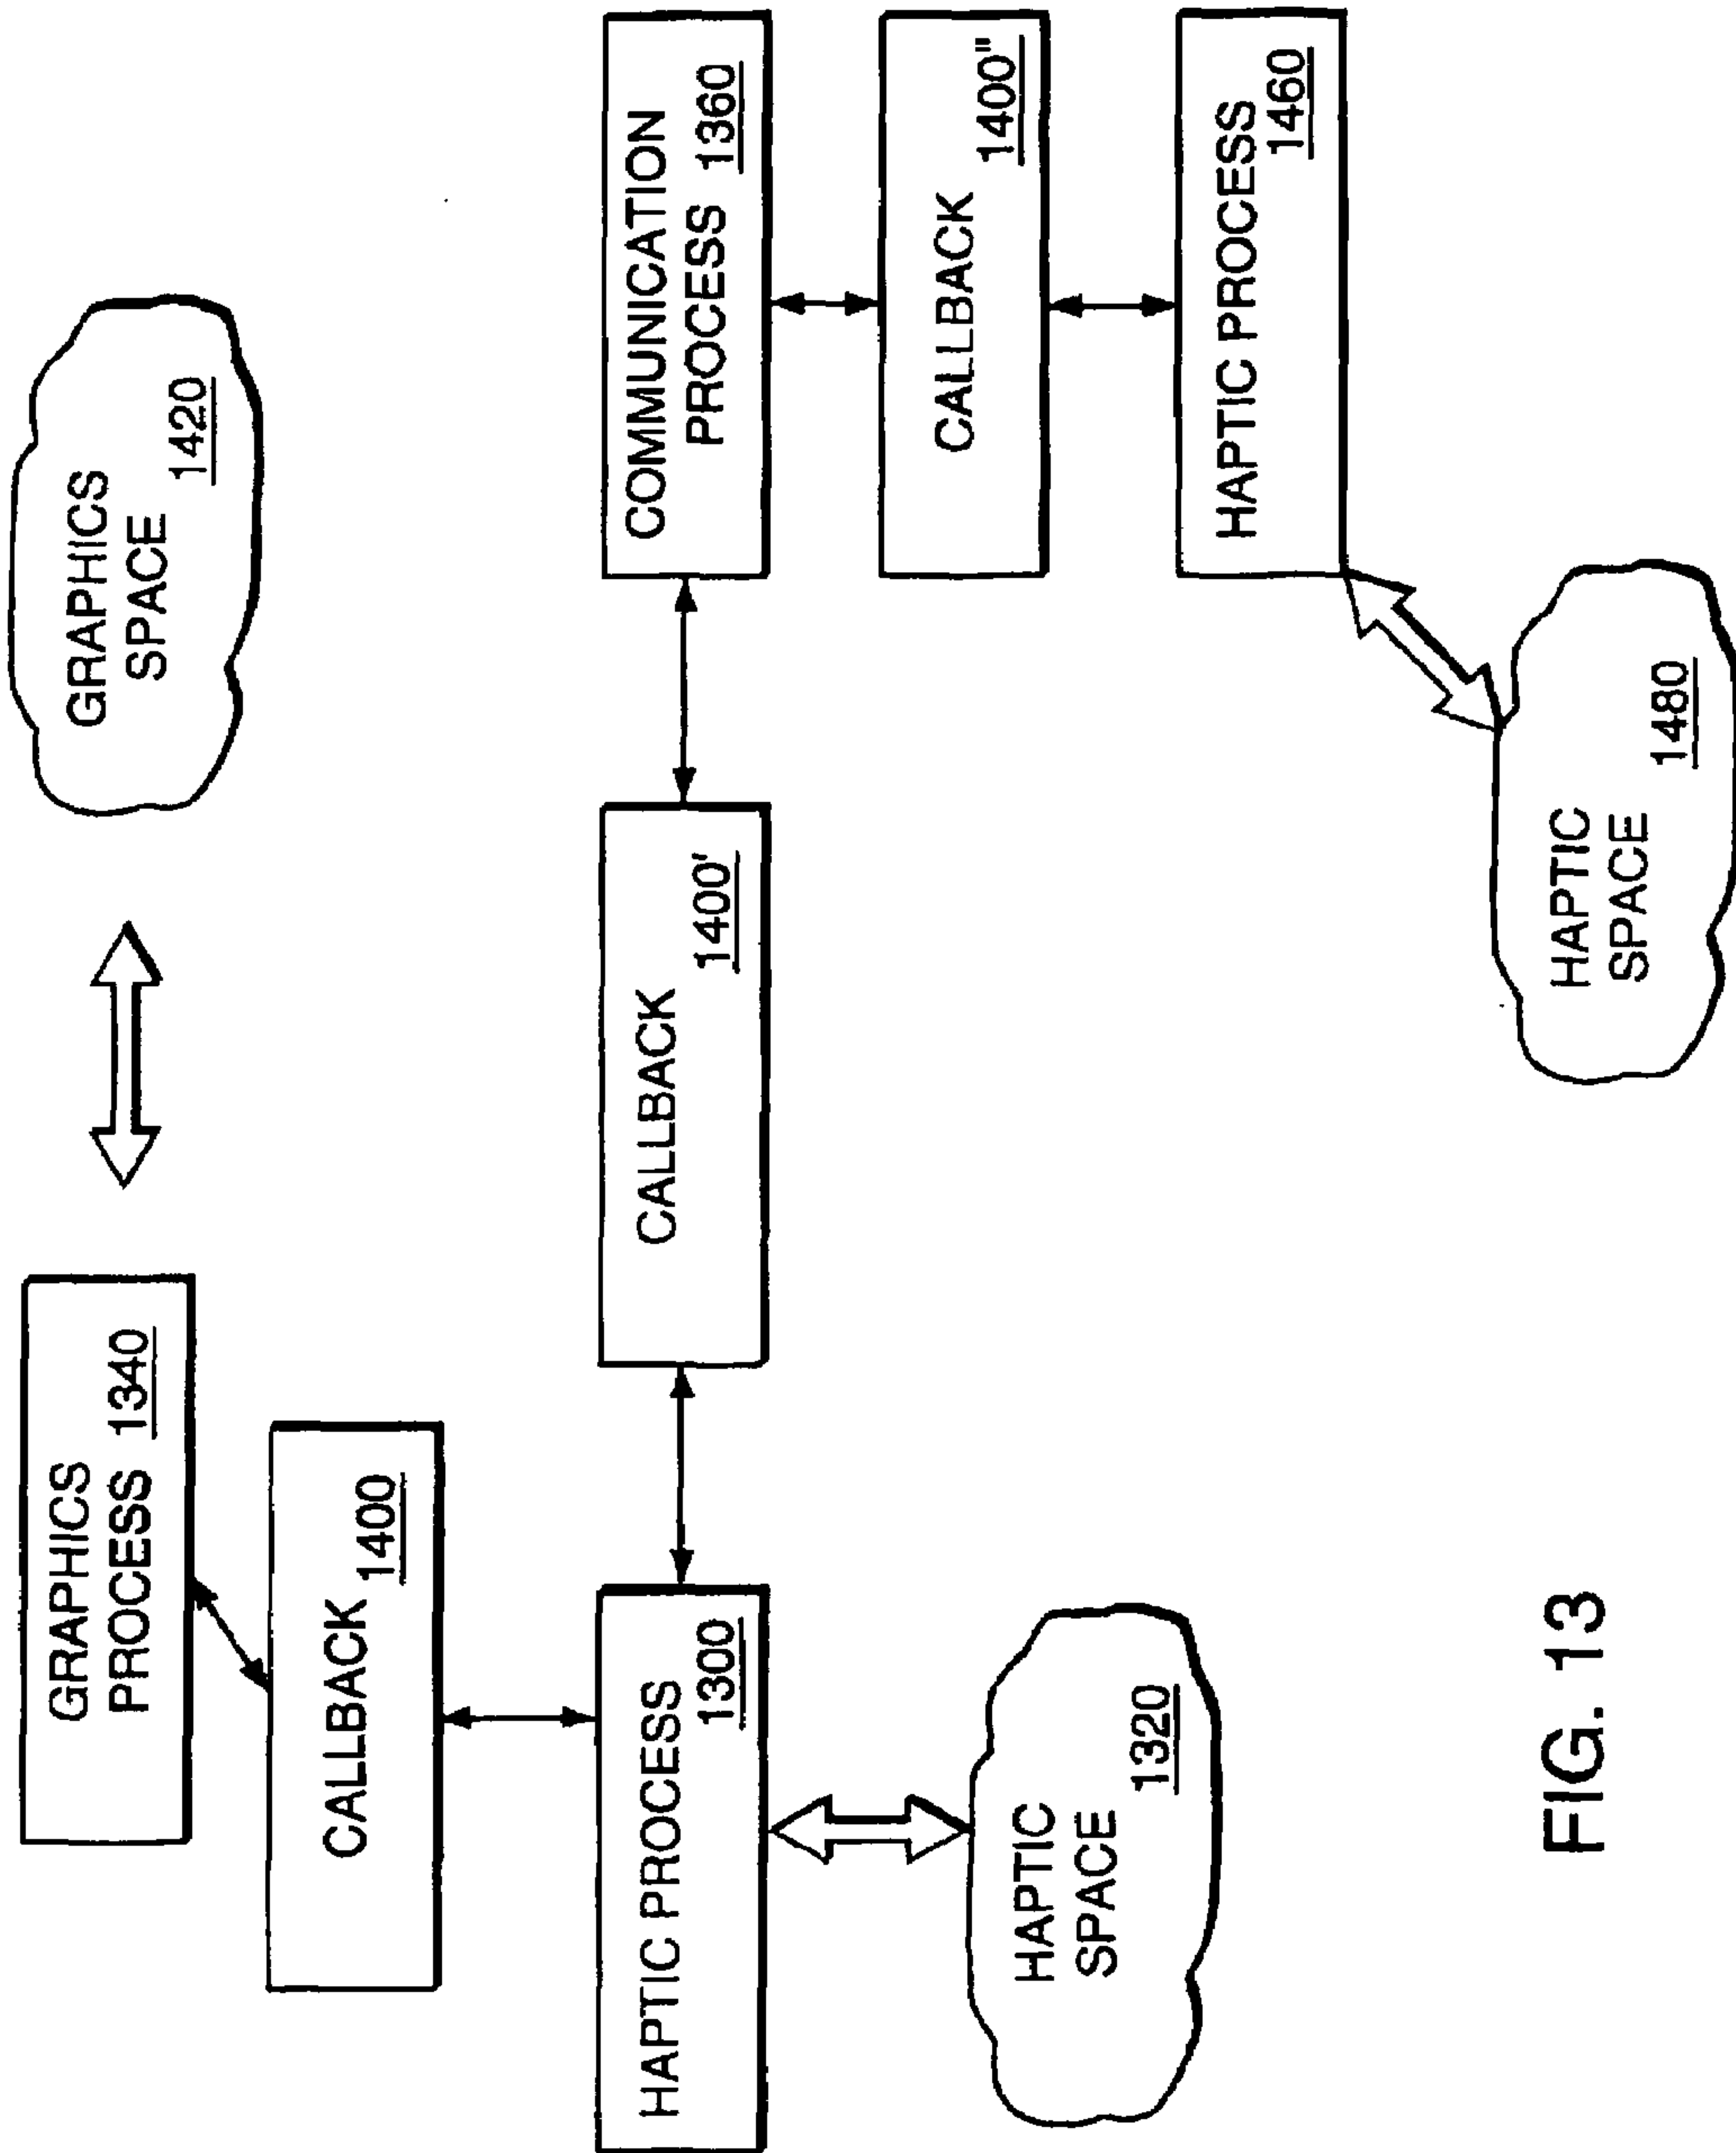 GRAPHICS
PROCESS 1340
GRAPHICS
SPACE
1420
CALLBACK
1400
HAPTIC PROCESS
1300
CALLBACK
1400'
COMMUNICATION
PROCESS 1360
CALLBACK
1400"
HAPTIC PROCESS
1460
HAPTIC
SPACE
1320
HAPTIC
SPACE
1480
FIG. 13